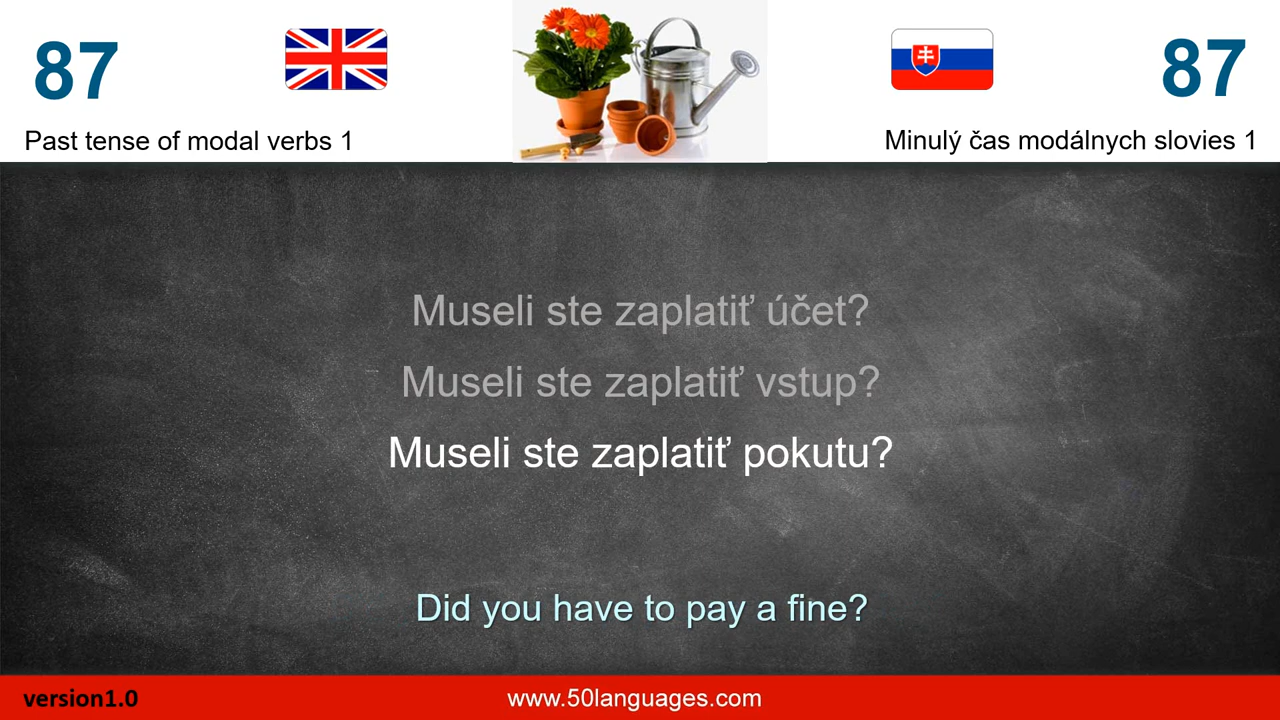 87
87
Past tense of modal verbs 1
Minulý čas modálnych slovies 1
Museli ste zaplatiť účet?
Museli ste zaplatiť vstup?
Museli ste zaplatiť pokutu?
Did you have to pay a fine?
version1.0
www.50languages.com